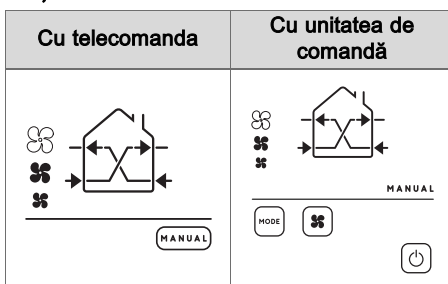 Cu telecomanda
Cu unitatea de
comandă
MANUAL
MANUAL
MODE